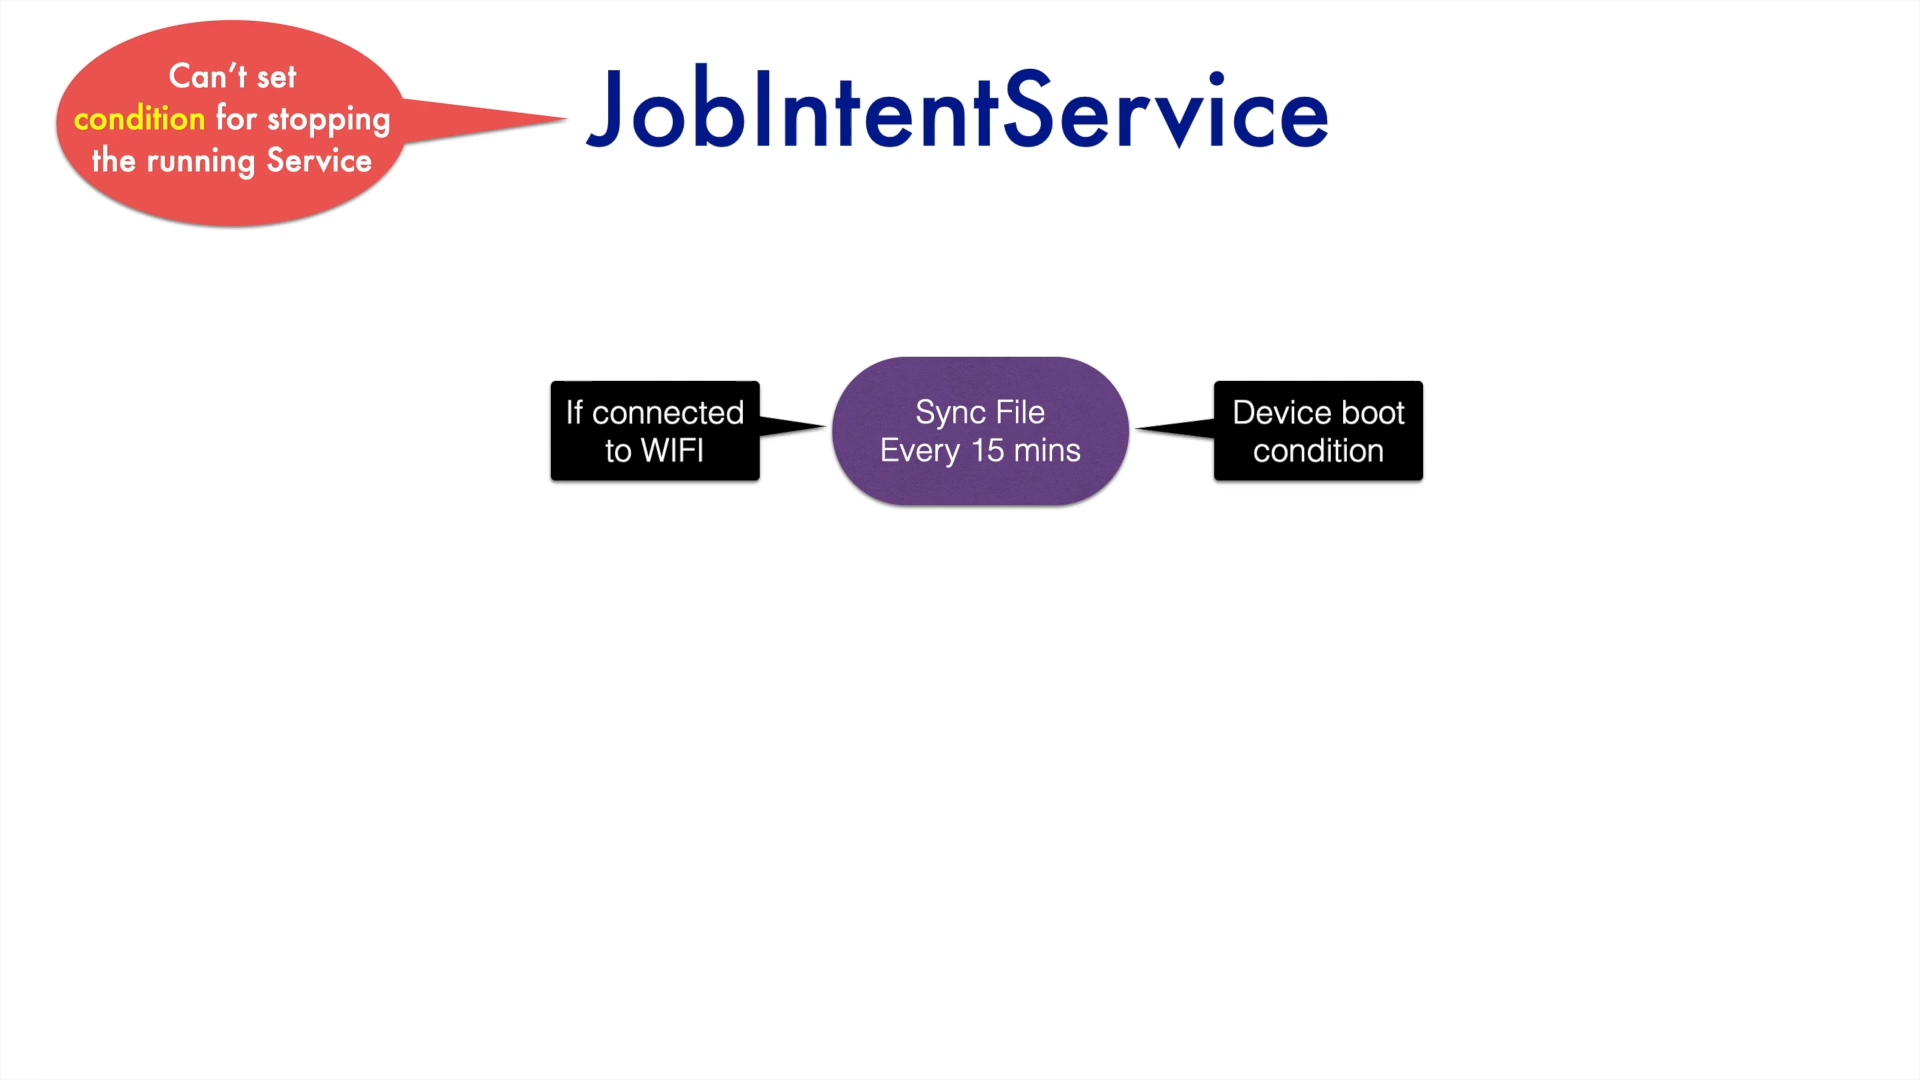 Can't set
condition for stopping
the running Service
JobIntentService
If connected
to WIFI
Sync File
Every 15 mins
Device boot
condition